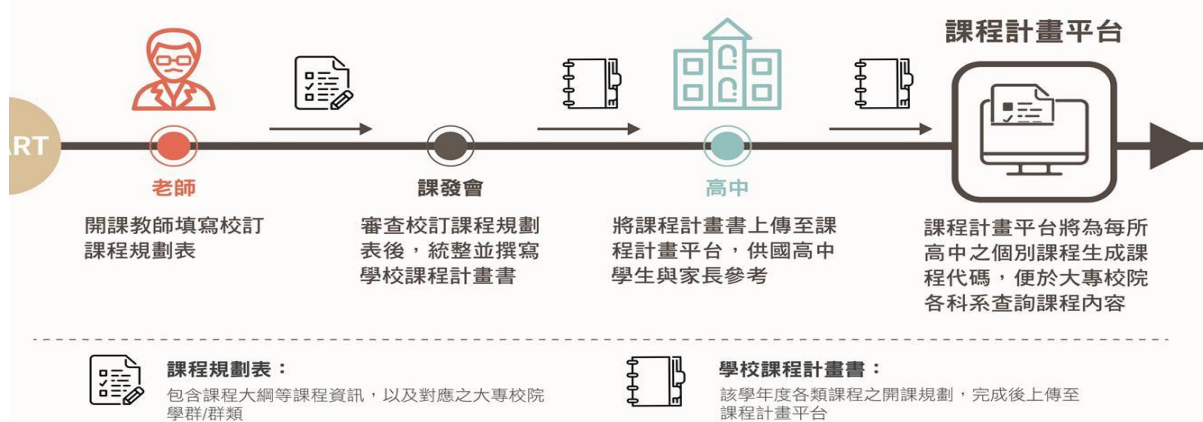 課程計畫平台
ART
老師
課發會
高中
開課教師填寫校訂
課程規劃表
審查校訂課程規劃
表後，統整並撰寫
學校課程計畫書
將課程計畫書上傳至課
程計畫平台，供國高中
學生與家長參考
課程計畫平台將為每所
高中之個別課程生成課
程代碼，便於大專校院
各科系查詢課程內容
課程規劃表：
包含課程大綱等課程資訊，以及對應之大專校院
學群/群類
學校課程計畫書：
該學年度各類課程之開課規劃，完成後上傳至
課程計畫平台